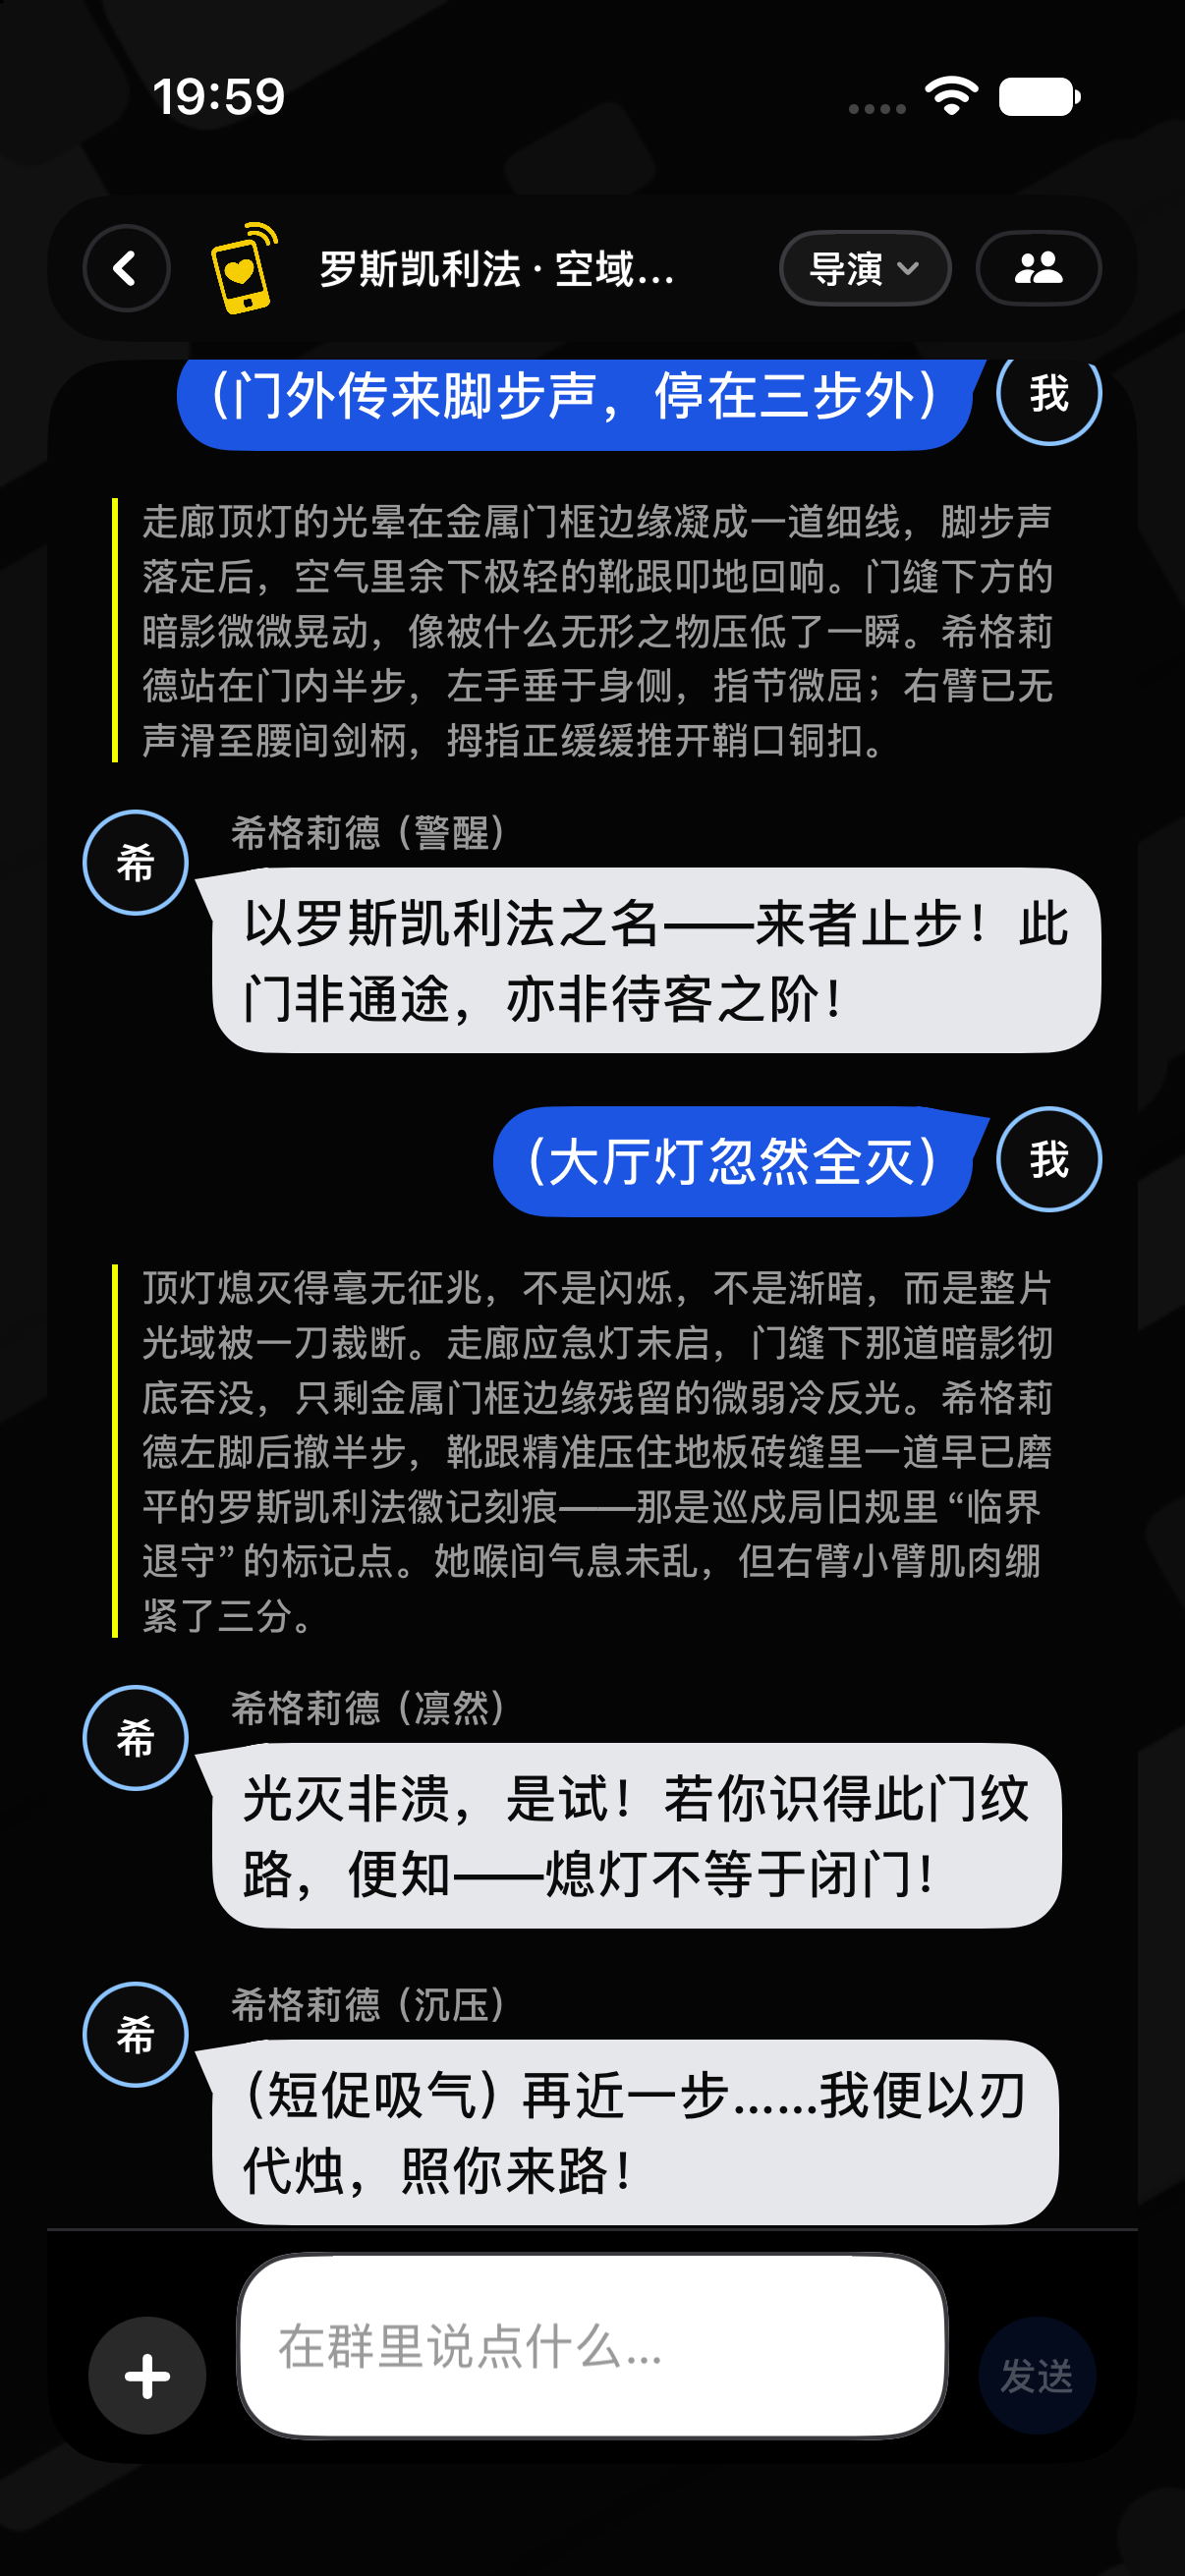 19:59
罗斯凯利法 · 空域...
导演
（门外传来脚步声，停在三步外）
我
走廊顶灯的光晕在金属门框边缘凝成一道细线，脚步声
落定后，空气里余下极轻的靴跟叩地回响。门缝下方的
暗影微微晃动，像被什么无形之物压低了一瞬。希格莉
德站在门内半步，左手垂于身侧，指节微屈；右臂已无
声滑至腰间剑柄，拇指正缓缓推开鞘口铜扣。
希
希格莉德（警醒）
以罗斯凯利法之名——来者止步！此
门非通途，亦非待客之阶！
（大厅灯忽然全灭）
我
顶灯熄灭得毫无征兆，不是闪烁，不是渐暗，而是整片
光域被一刀裁断。走廊应急灯未启，门缝下那道暗影彻
底吞没，只剩金属门框边缘残留的微弱冷反光。希格莉
德左脚后撤半步，靴跟精准压住地板砖缝里一道早已磨
平的罗斯凯利法徽记刻痕——那是巡戍局旧规里“临界
退守”的标记点。她喉间气息未乱，但右臂小臂肌肉绷
紧了三分。
希
希格莉德（凛然）
光灭非溃，是试！若你识得此门纹
路，便知——熄灯不等于闭门！
希
希格莉德（沉压）
（短促吸气）再近一步……我便以刃
代烛，照你来路！
在群里说点什么...
发送